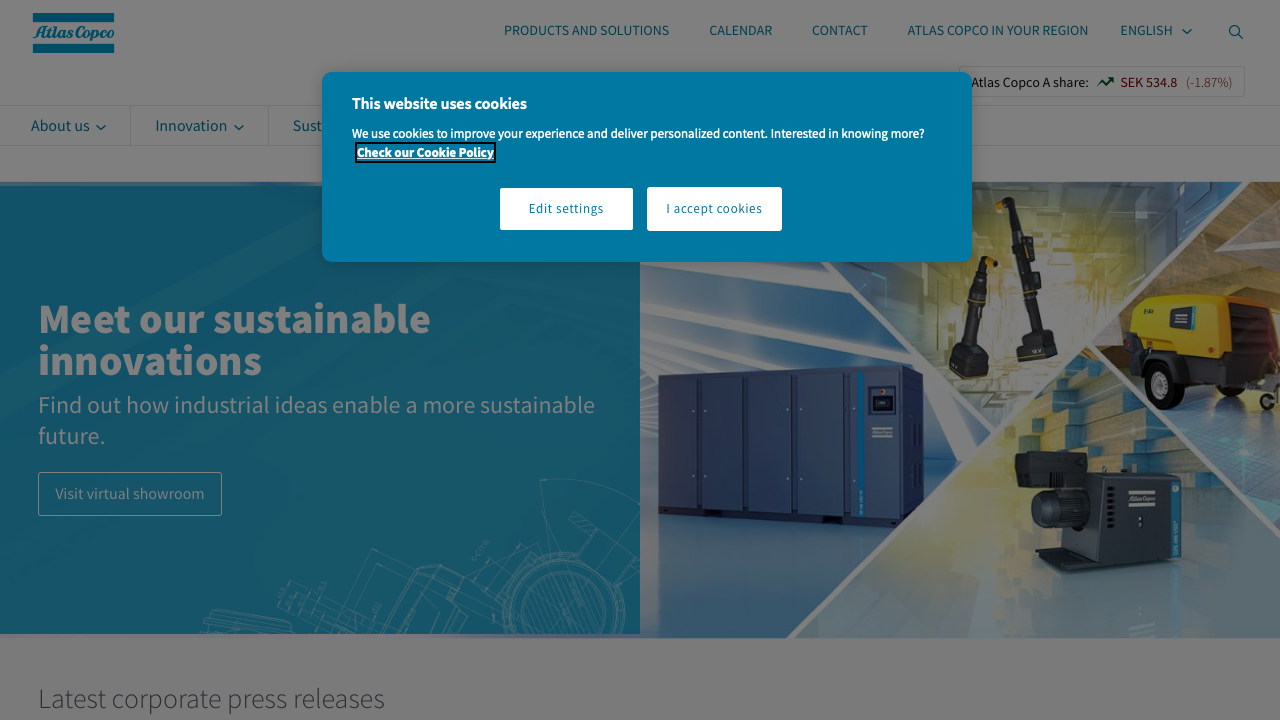 Atlas Copco
PRODUCTS AND SOLUTIONS
CALENDAR
CONTACT
ATLAS COPCO IN YOUR REGION
ENGLISH
Atlas Copco A share: SEK 534.8 (-1.87%)
About us
Innovation
Sust
This website uses cookies
We use cookies to improve your experience and deliver personalized content. Interested in knowing more?
Check our Cookie Policy
Edit settings
I accept cookies
Meet our sustainable
innovations
Find out how industrial ideas enable a more sustainable
future.
Visit virtual showroom
Atlas Copco
Latest corporate press releases